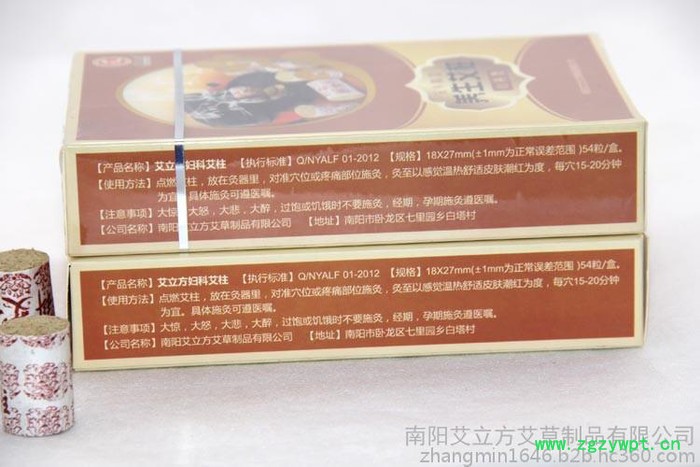 养生艾柱
【产品名称】艾立方妇科艾柱 【执行标准】Q/NYALF 01-2012 【规格】18X27mm(±1mm为正常误差范围 )54粒/盒。
【使用方法】点燃艾柱，放在灸器里，对准穴位或疼痛部位施灸，灸至以感觉温热舒适皮肤潮红为度，每穴15-20分钟
为宜。具体施灸可遵医嘱。
【注意事项】大惊，大怒，大悲，大醉，过饱或饥饿时不要施灸，经期，孕期施灸遵医嘱。
【公司名称】南阳艾立方艾草制品有限公司 【地址】南阳市卧龙区七里园乡白塔村
【产品名称】艾立方妇科艾柱 【执行标准】Q/NYALF 01-2012 【规格】18X27mm(±1mm为正常误差范围 )54粒/盒。
【使用方法】点燃艾柱，放在灸器里，对准穴位或疼痛部位施灸，灸至以感觉温热舒适皮肤潮红为度，每穴15-20分钟
为宜。具体施灸可遵医嘱。
【注意事项】大惊，大怒，大悲，大醉，过饱或饥饿时不要施灸，经期，孕期施灸遵医嘱。
【公司名称】南阳艾立方艾草制品有限公司 【地址】南阳市卧龙区七里园乡白塔村
南阳艾立方艾草制品有限公司
www.zgzywpt.cn
zhangmin1646.b2b.hc360.com